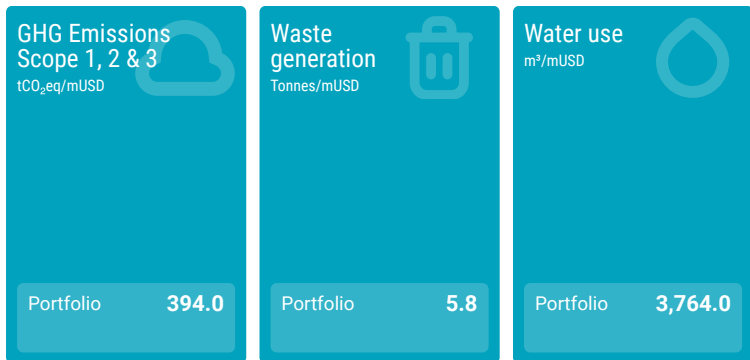 GHG Emissions
Scope 1, 2 & 3
tCO₂eq/mUSD
Portfolio 394.0
Waste
generation
Tonnes/mUSD
Portfolio 5.8
Water use
m³/mUSD
Portfolio 3,764.0